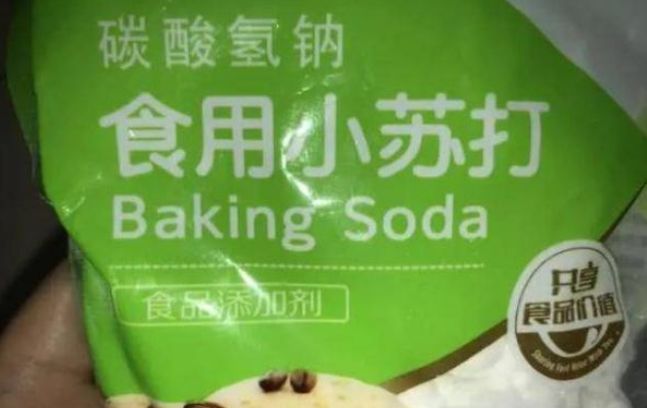 碳酸氢钠
食用小苏打
Baking Soda
食品添加剂
共享
食品价值